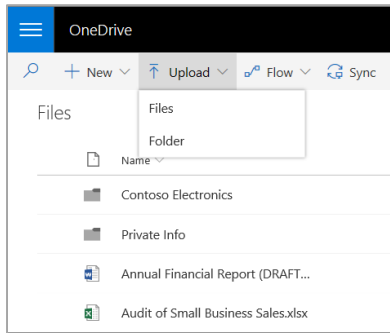 OneDrive
New Upload Flow Sync
Files
Files
Folder
Name
Contoso Electronics
Private Info
Annual Financial Report (DRAFT...
Audit of Small Business Sales.xlsx